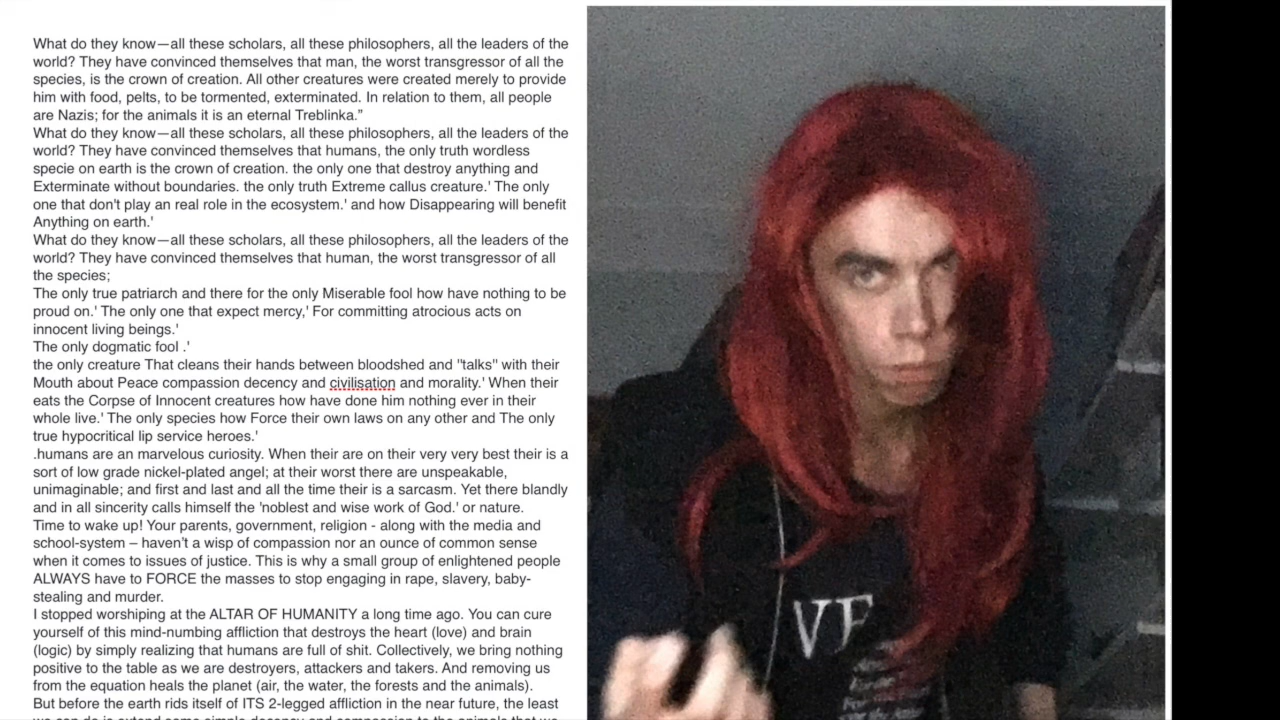 What do they know—all these scholars, all these philosophers, all the leaders of the
world? They have convinced themselves that man, the worst transgressor of all the
species, is the crown of creation. All other creatures were created merely to provide
him with food, pelts, to be tormented, exterminated. In relation to them, all people
are Nazis; for the animals it is an eternal Treblinka.”
What do they know—all these scholars, all these philosophers, all the leaders of the
world? They have convinced themselves that humans, the only truth wordless
specie on earth is the crown of creation. the only one that destroy anything and
Exterminate without boundaries. the only truth Extreme callus creature.' The only
one that don't play an real role in the ecosystem.' and how Disappearing will benefit
Anything on earth.'
What do they know—all these scholars, all these philosophers, all the leaders of the
world? They have convinced themselves that human, the worst transgressor of all
the species;
The only true patriarch and there for the only Miserable fool how have nothing to be
proud on.' The only one that expect mercy,' For committing atrocious acts on
innocent living beings.'
The only dogmatic fool .'
the only creature That cleans their hands between bloodshed and "talks" with their
Mouth about Peace compassion decency and civilisation and morality.' When their
eats the Corpse of Innocent creatures how have done him nothing ever in their
whole live.' The only species how Force their own laws on any other and The only
true hypocritical lip service heroes.'
.humans are an marvelous curiosity. When their are on their very very best their is a
sort of low grade nickel-plated angel; at their worst there are unspeakable,
unimaginable; and first and last and all the time their is a sarcasm. Yet there blandly
and in all sincerity calls himself the 'noblest and wise work of God.' or nature.
Time to wake up! Your parents, government, religion - along with the media and
school-system – haven’t a wisp of compassion nor an ounce of common sense
when it comes to issues of justice. This is why a small group of enlightened people
ALWAYS have to FORCE the masses to stop engaging in rape, slavery, baby-
stealing and murder.
I stopped worshiping at the ALTAR OF HUMANITY a long time ago. You can cure
yourself of this mind-numbing affliction that destroys the heart (love) and brain
(logic) by simply realizing that humans are full of shit. Collectively, we bring nothing
positive to the table as we are destroyers, attackers and takers. And removing us
from the equation heals the planet (air, the water, the forests and the animals).
But before the earth rids itself of ITS 2-legged affliction in the near future, the least
we can do is extend some simple decency and compassion to the animals that we
VE